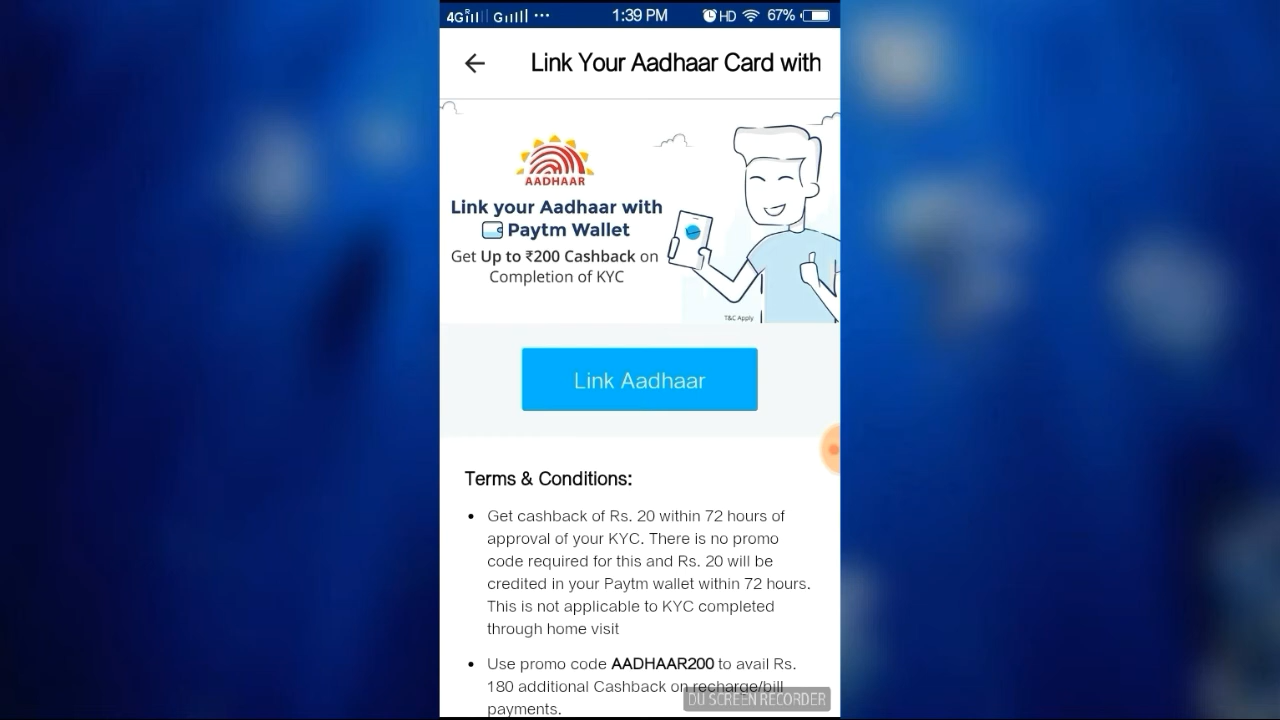 4G R G ... 1:39 PM HD 67%
Link Your Aadhaar Card with
AADHAAR
Link your Aadhaar with
Paytm Wallet
Get Up to ₹200 Cashback on
Completion of KYC
T&C Apply
Link Aadhaar
Terms & Conditions:
• Get cashback of Rs. 20 within 72 hours of
approval of your KYC. There is no promo
code required for this and Rs. 20 will be
credited in your Paytm wallet within 72 hours.
This is not applicable to KYC completed
through home visit
• Use promo code AADHAAR200 to avail Rs.
180 additional Cashback on recharge/bill
payments.
DU SCREEN RECORDER